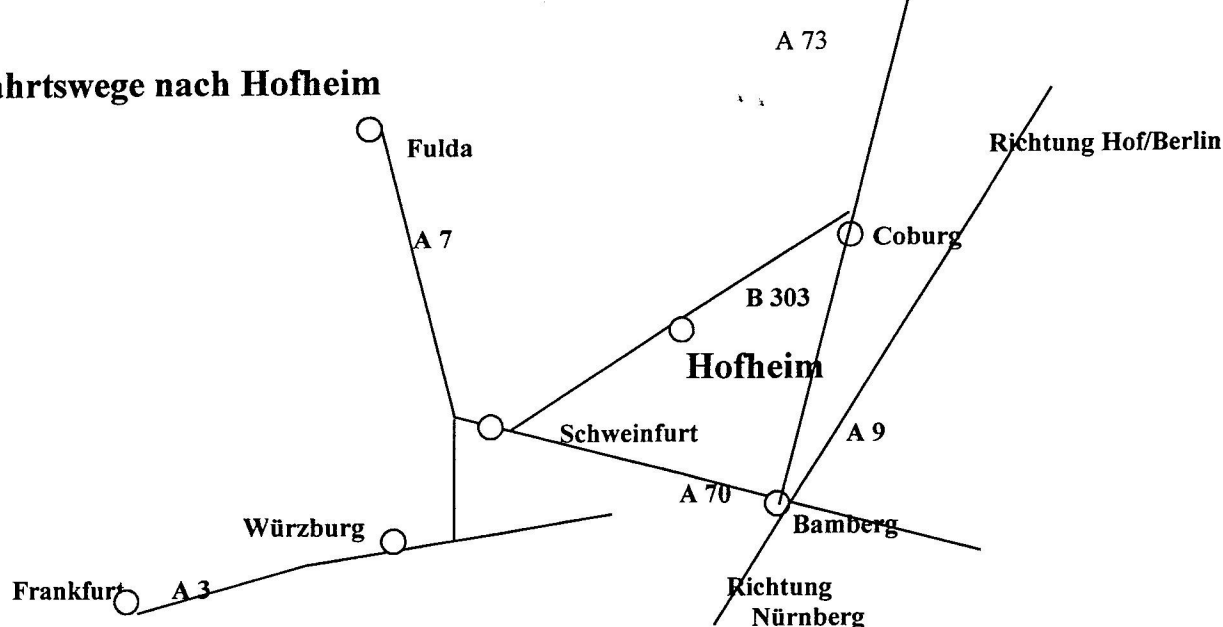 A 73
ahrtswege nach Hofheim
Richtung Hof/Berlin
Fulda
A 7
Coburg
B 303
Hofheim
Schweinfurt
A 9
A 70
Würzburg
Bamberg
Frankfurt
A 3
Richtung
Nürnberg